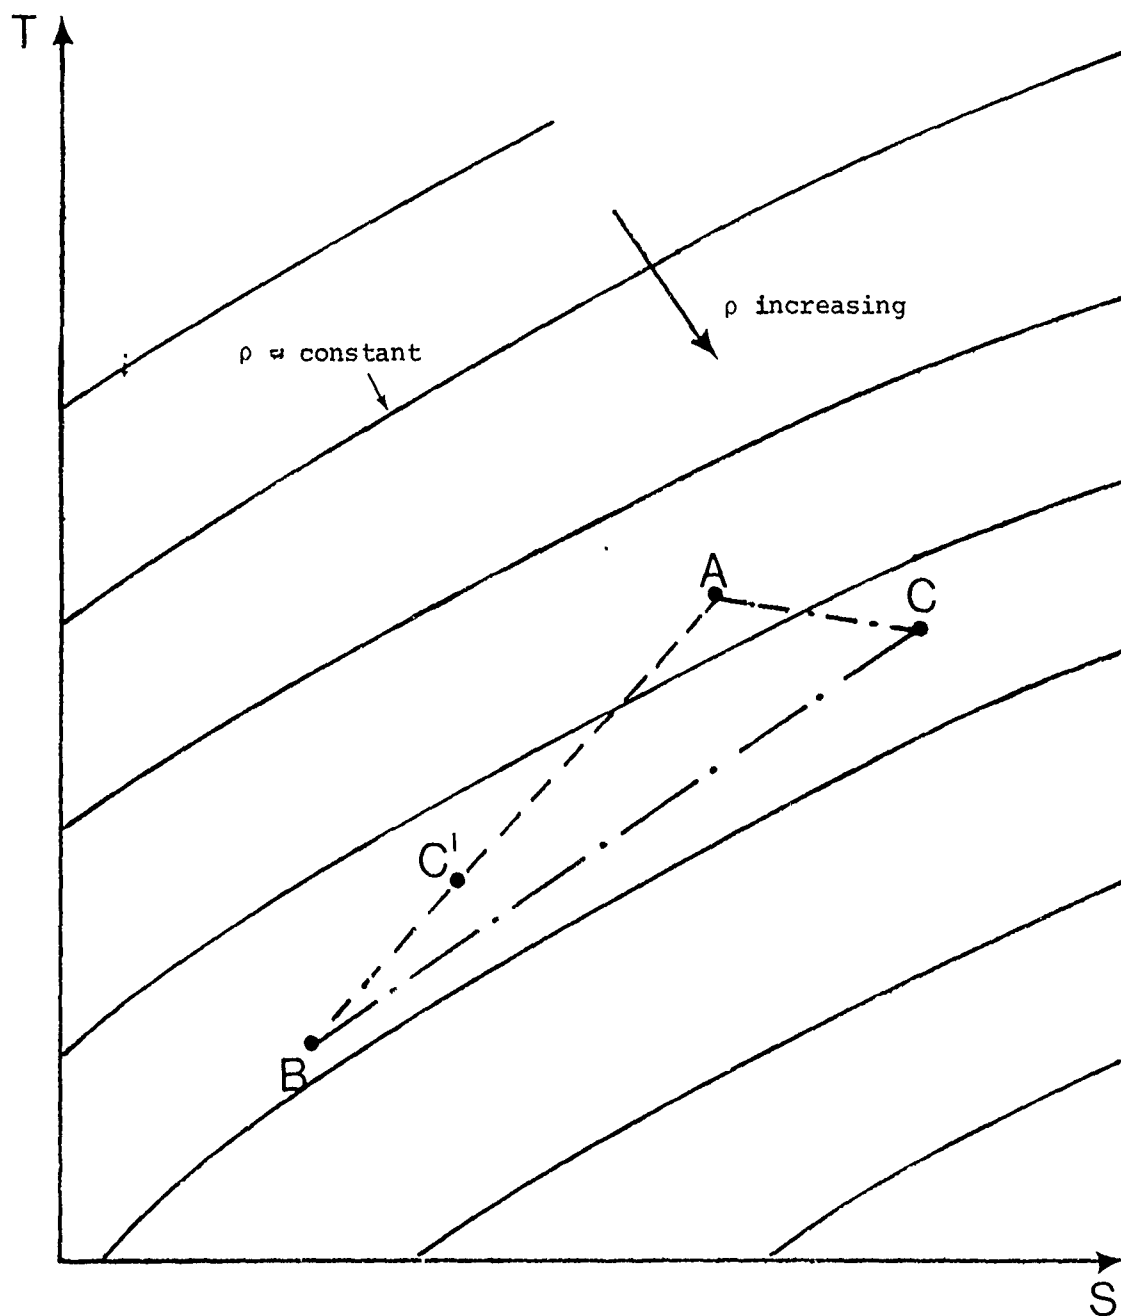 T
ρ increasing
ρ = constant
A
C
C'
B
S